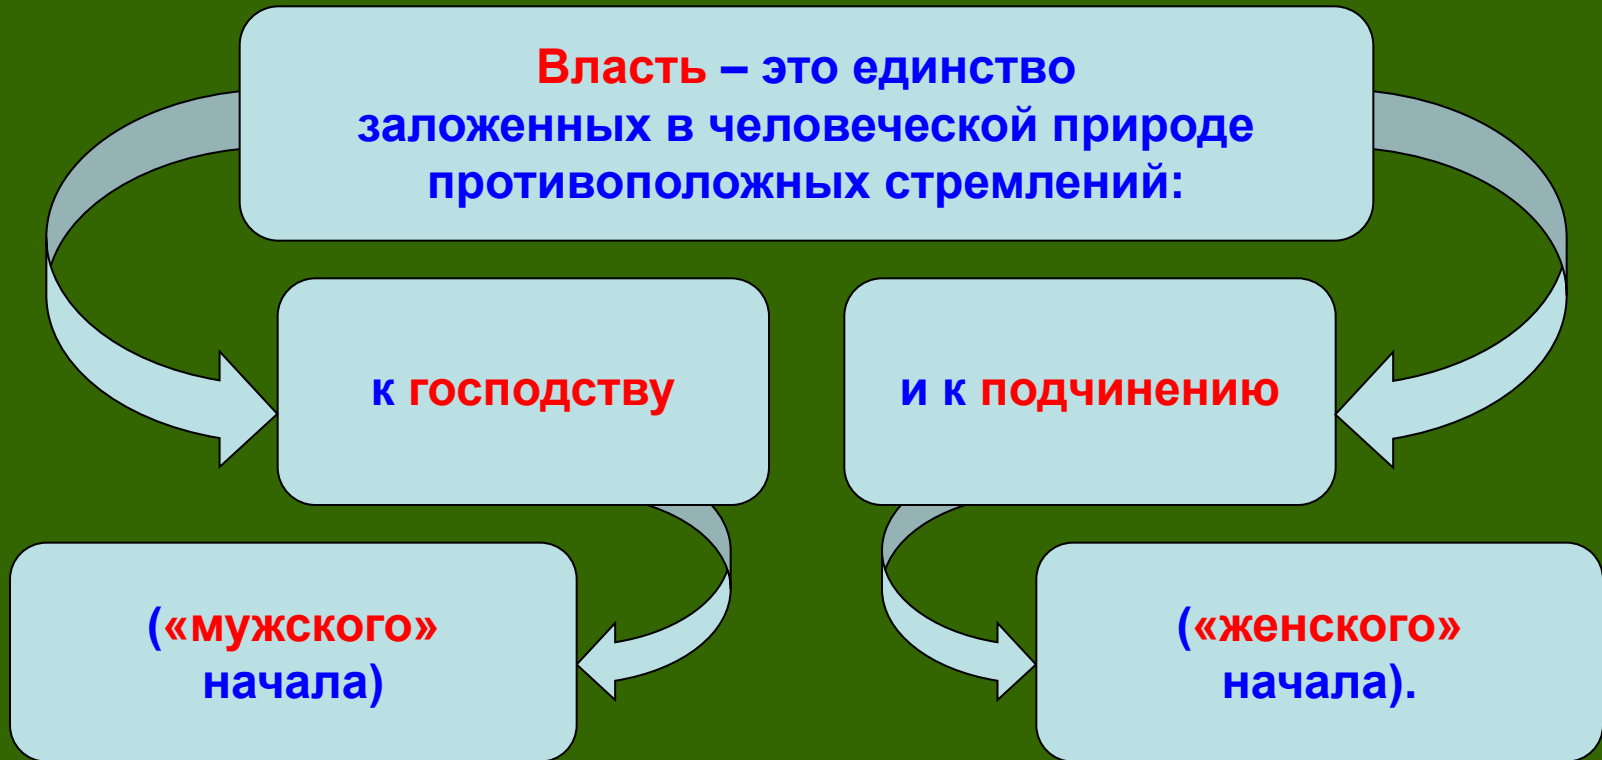 Власть – это единство
заложенных в человеческой природе
противоположных стремлений:
к господству
и к подчинению
(«мужского»
начала)
(«женского»
начала).